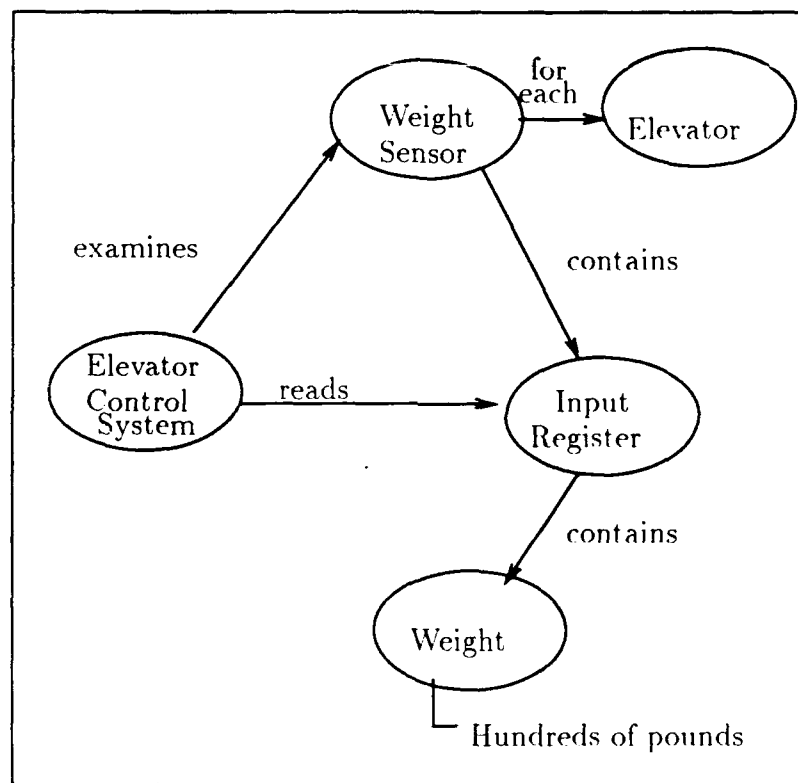 for
each
Weight
Sensor
Elevator
examines
contains
Elevator
Control
System
reads
Input
Register
contains
Weight
Hundreds of pounds